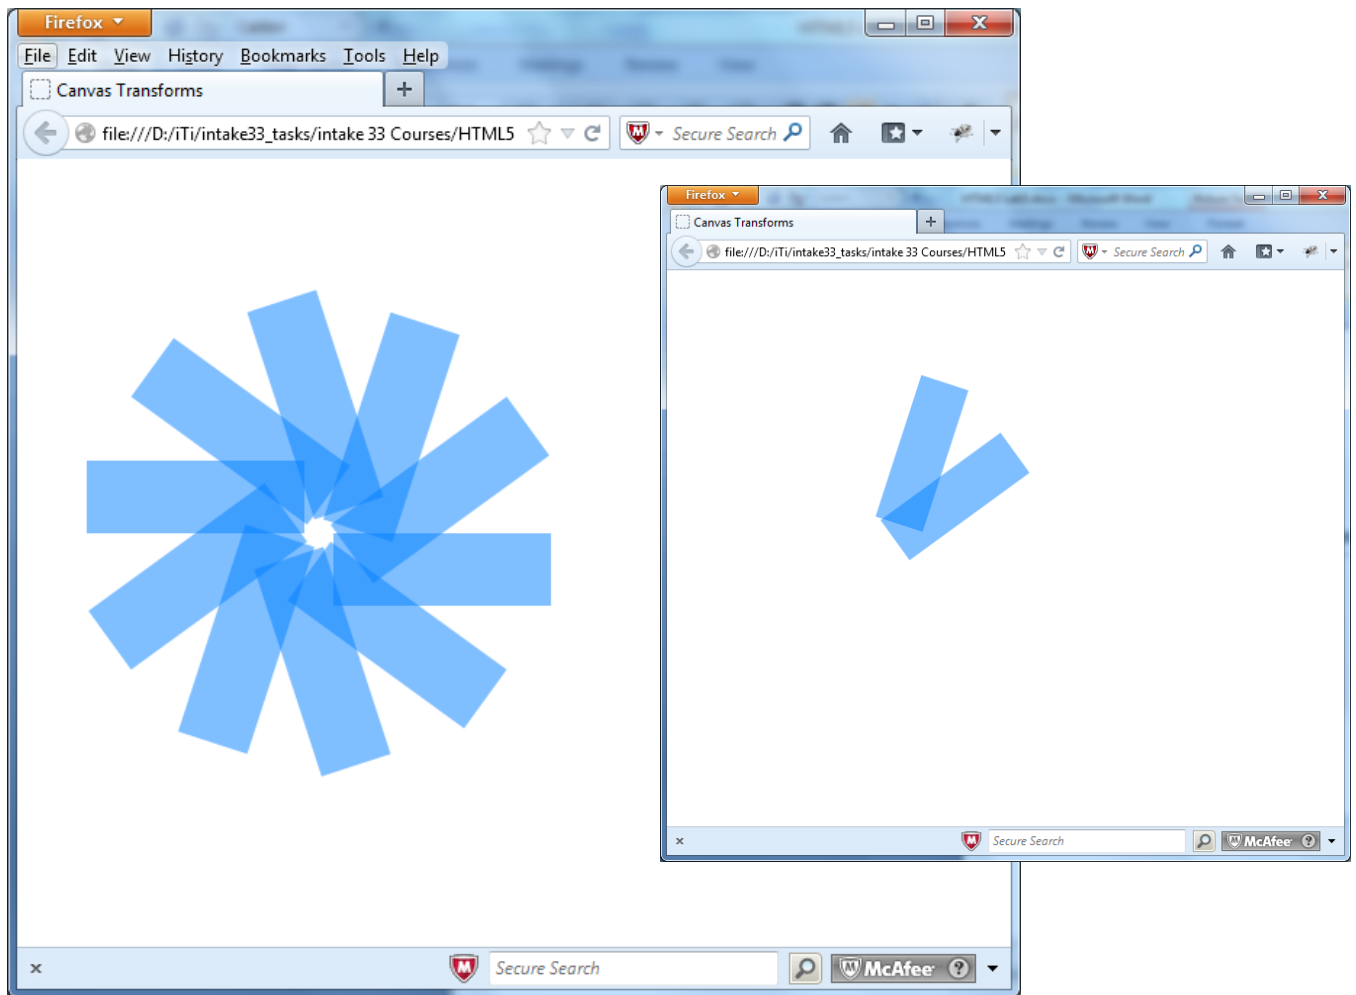 Firefox
File Edit View History Bookmarks Tools Help
Canvas Transforms
file:///D:/iTi/intake33_tasks/intake 33 Courses/HTML5
Secure Search
Secure Search
McAfee
Firefox
Canvas Transforms
file:///D:/iTi/intake33_tasks/intake 33 Courses/HTML5
Secure Search
Secure Search
McAfee